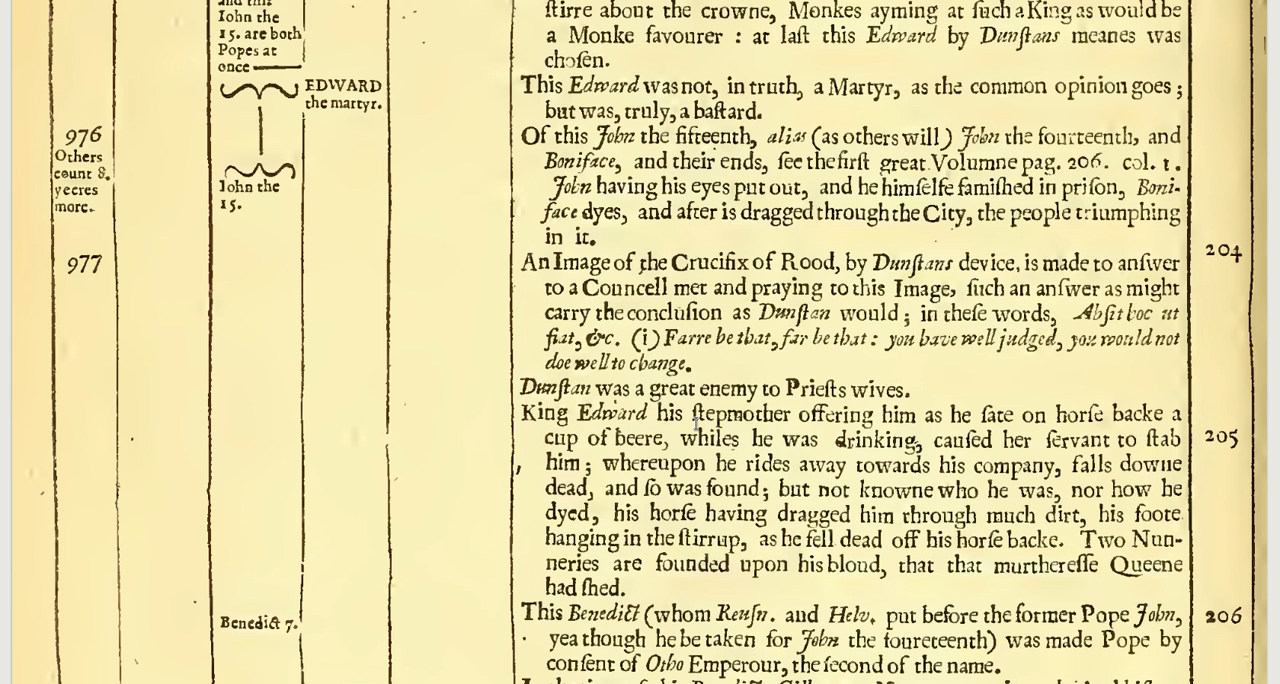 Iohn the
15. are both
Popes at
once
EDWARD
the martyr.
976
Others
count 8.
yeeres
more.
Iohn the
15.
977
Benedict 7.
ſtirre about the crowne, Monkes ayming at ſuch a King as would be
a Monke favourer : at laſt this Edward by Dunſtans meanes was
choſen.
This Edward was not, in truth, a Martyr, as the common opinion goes ;
but was, truly, a baſtard.
Of this John the fifteenth, alias (as others will) John the fourteenth, and
Boniface, and their ends, ſee the firſt great Volumne pag. 206. col. 1.
John having his eyes put out, and he himſelfe famiſhed in priſon, Boni-
face dyes, and after is dragged through the City, the people triumphing
in it.
An Image of the Crucifix of Rood, by Dunſtans device, is made to anſwer
to a Councell met and praying to this Image, ſuch an anſwer as might
carry the concluſion as Dunſtan would ; in theſe words, Abſit hoc ut
fiat, &c. (i) Farre be that, far be that : you have well judged, you would not
doe well to change.
Dunſtan was a great enemy to Prieſts wives.
King Edward his ſtepmother offering him as he ſate on horſe backe a
cup of beere, whiles he was drinking, cauſed her ſervant to ſtab
him ; whereupon he rides away towards his company, falls downe
dead, and ſo was found ; but not knowne who he was, nor how he
dyed, his horſe having dragged him through much dirt, his foote
hanging in the ſtirrup, as he fell dead off his horſe backe. Two Nun-
neries are founded upon his bloud, that that murthereſſe Queene
had ſhed.
This Benedict (whom Reuſn. and Helv. put before the former Pope John,
yea though he be taken for John the foureteenth) was made Pope by
conſent of Otho Emperour, the ſecond of the name.
204
205
206